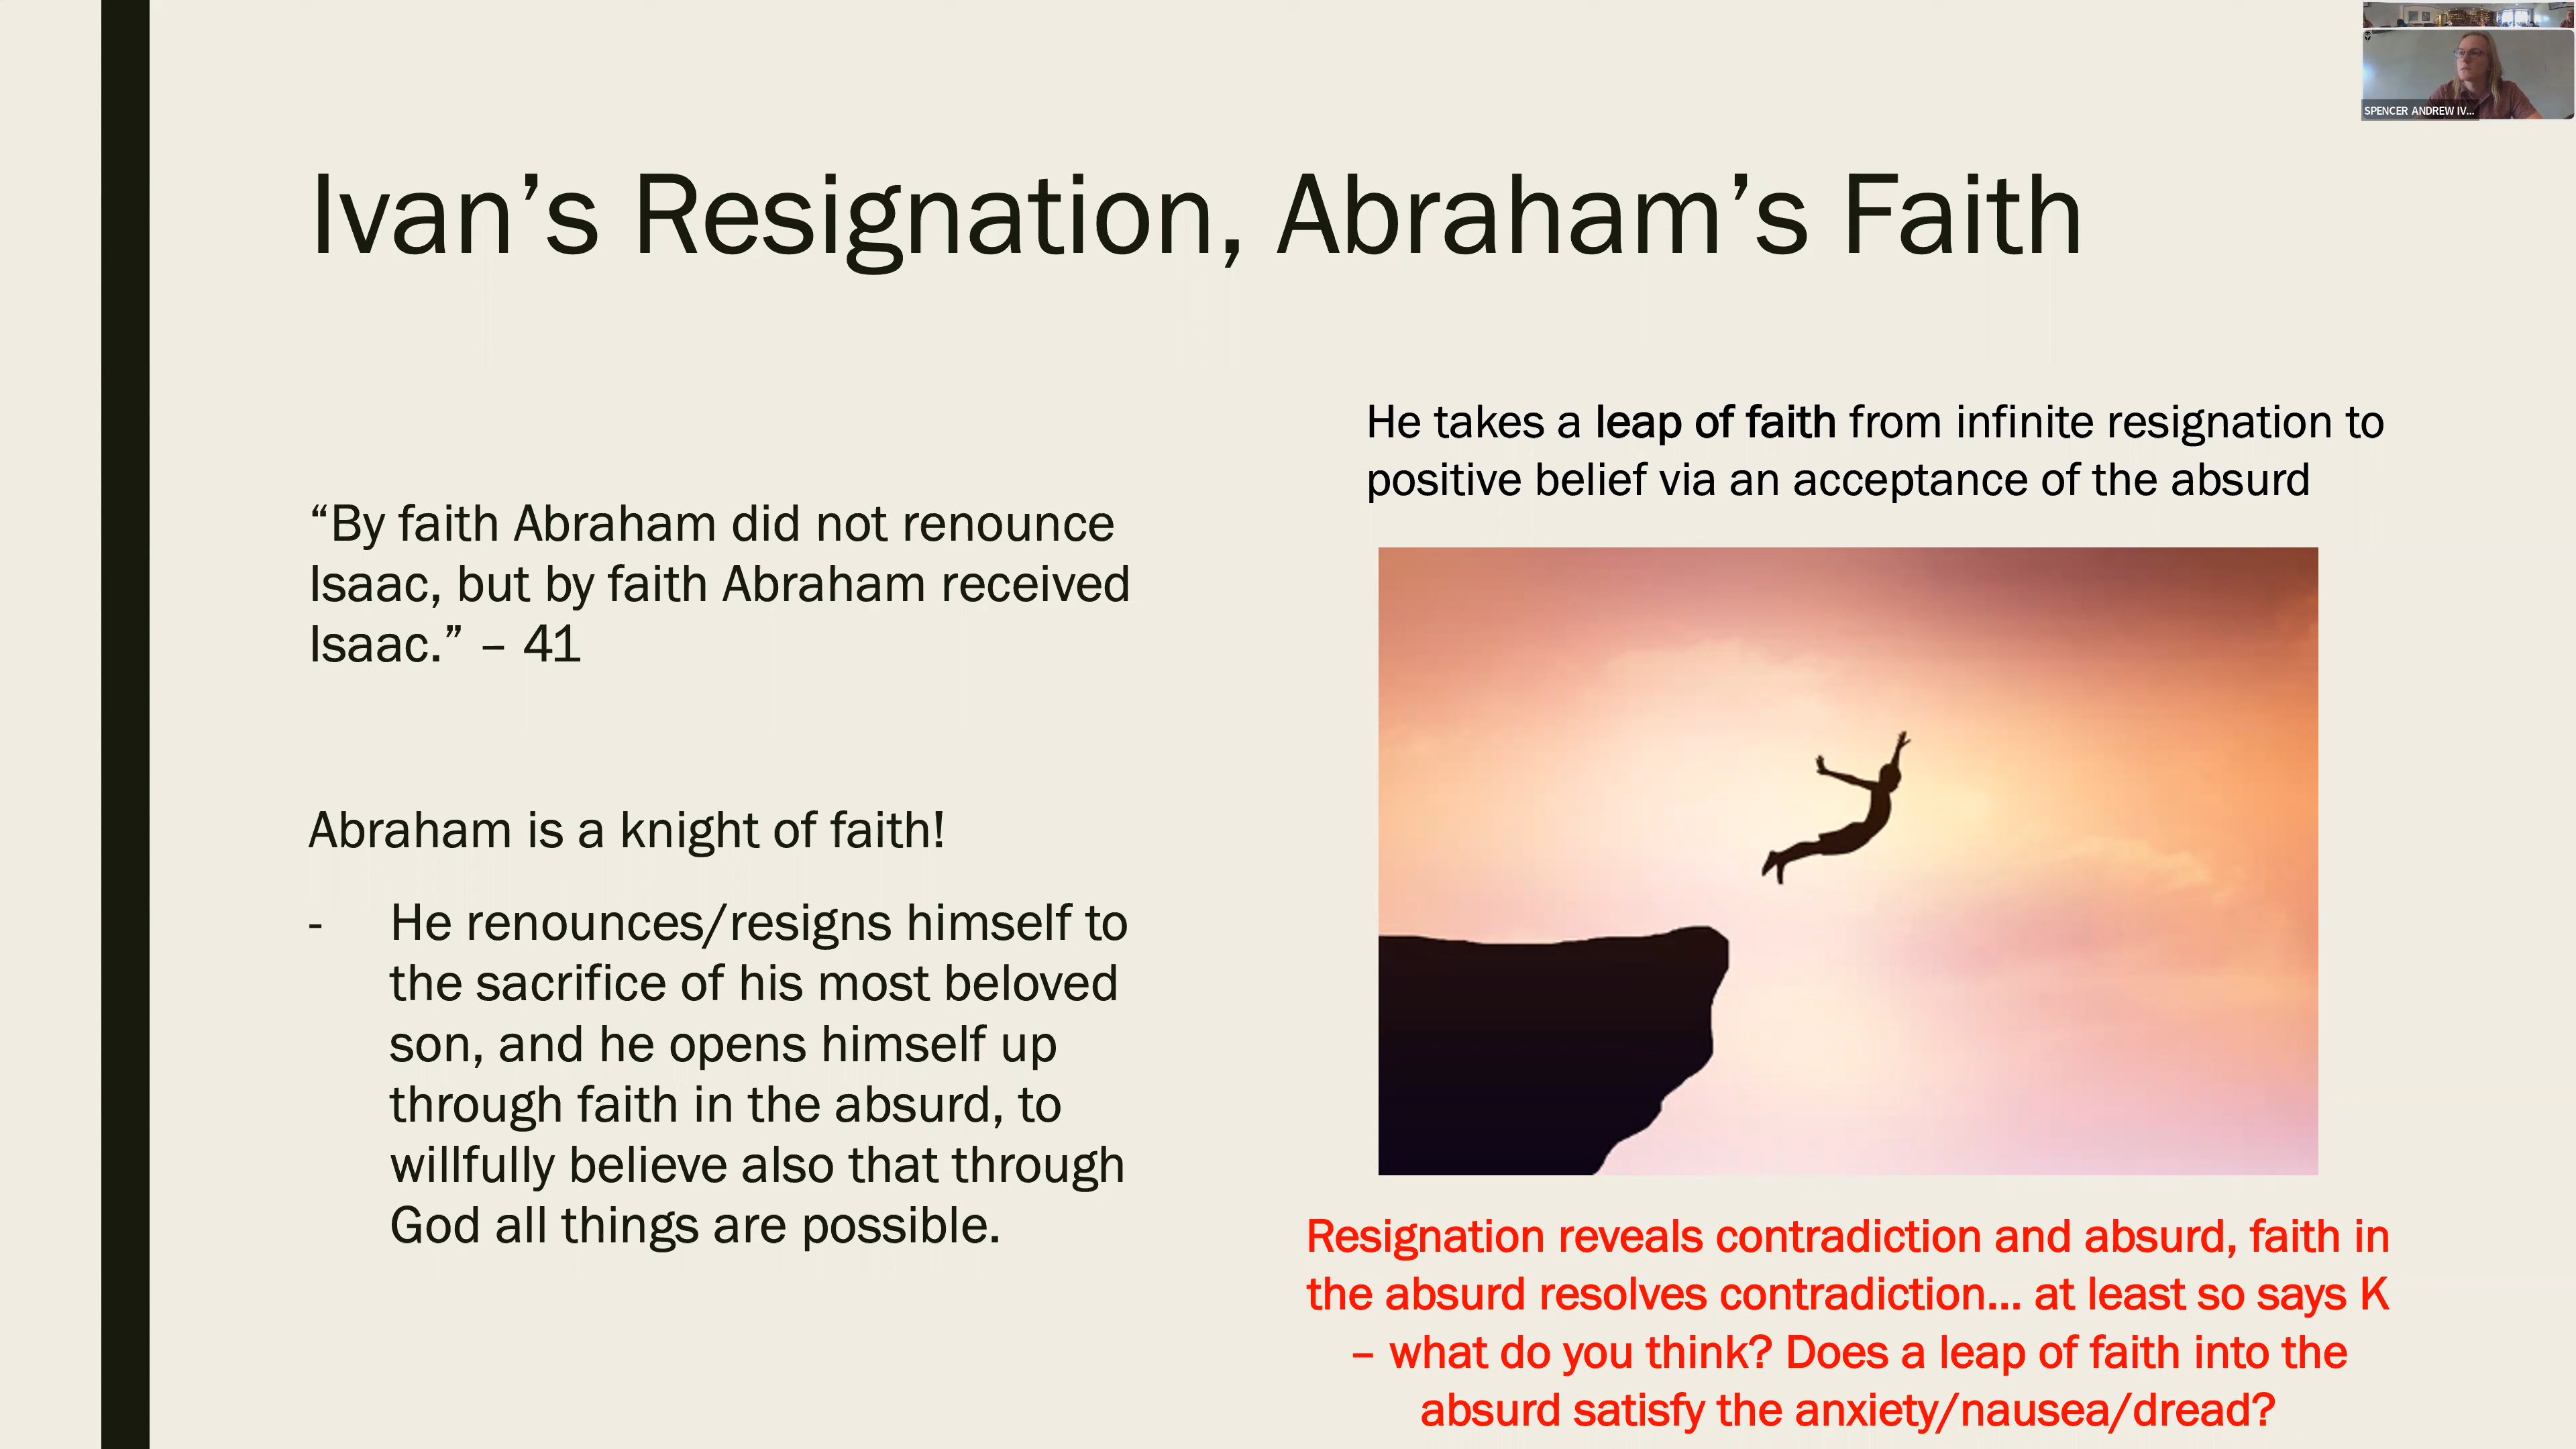 SPENCER ANDREW IV...
Ivan’s Resignation, Abraham’s Faith
“By faith Abraham did not renounce
Isaac, but by faith Abraham received
Isaac.” – 41
Abraham is a knight of faith!
- He renounces/resigns himself to
the sacrifice of his most beloved
son, and he opens himself up
through faith in the absurd, to
willfully believe also that through
God all things are possible.
He takes a leap of faith from infinite resignation to
positive belief via an acceptance of the absurd
Resignation reveals contradiction and absurd, faith in
the absurd resolves contradiction... at least so says K
– what do you think? Does a leap of faith into the
absurd satisfy the anxiety/nausea/dread?